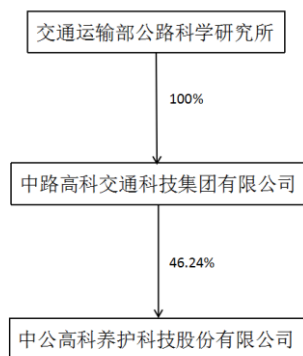 交通运输部公路科学研究所
100%
中路高科交通科技集团有限公司
46.24%
中公高科养护科技股份有限公司